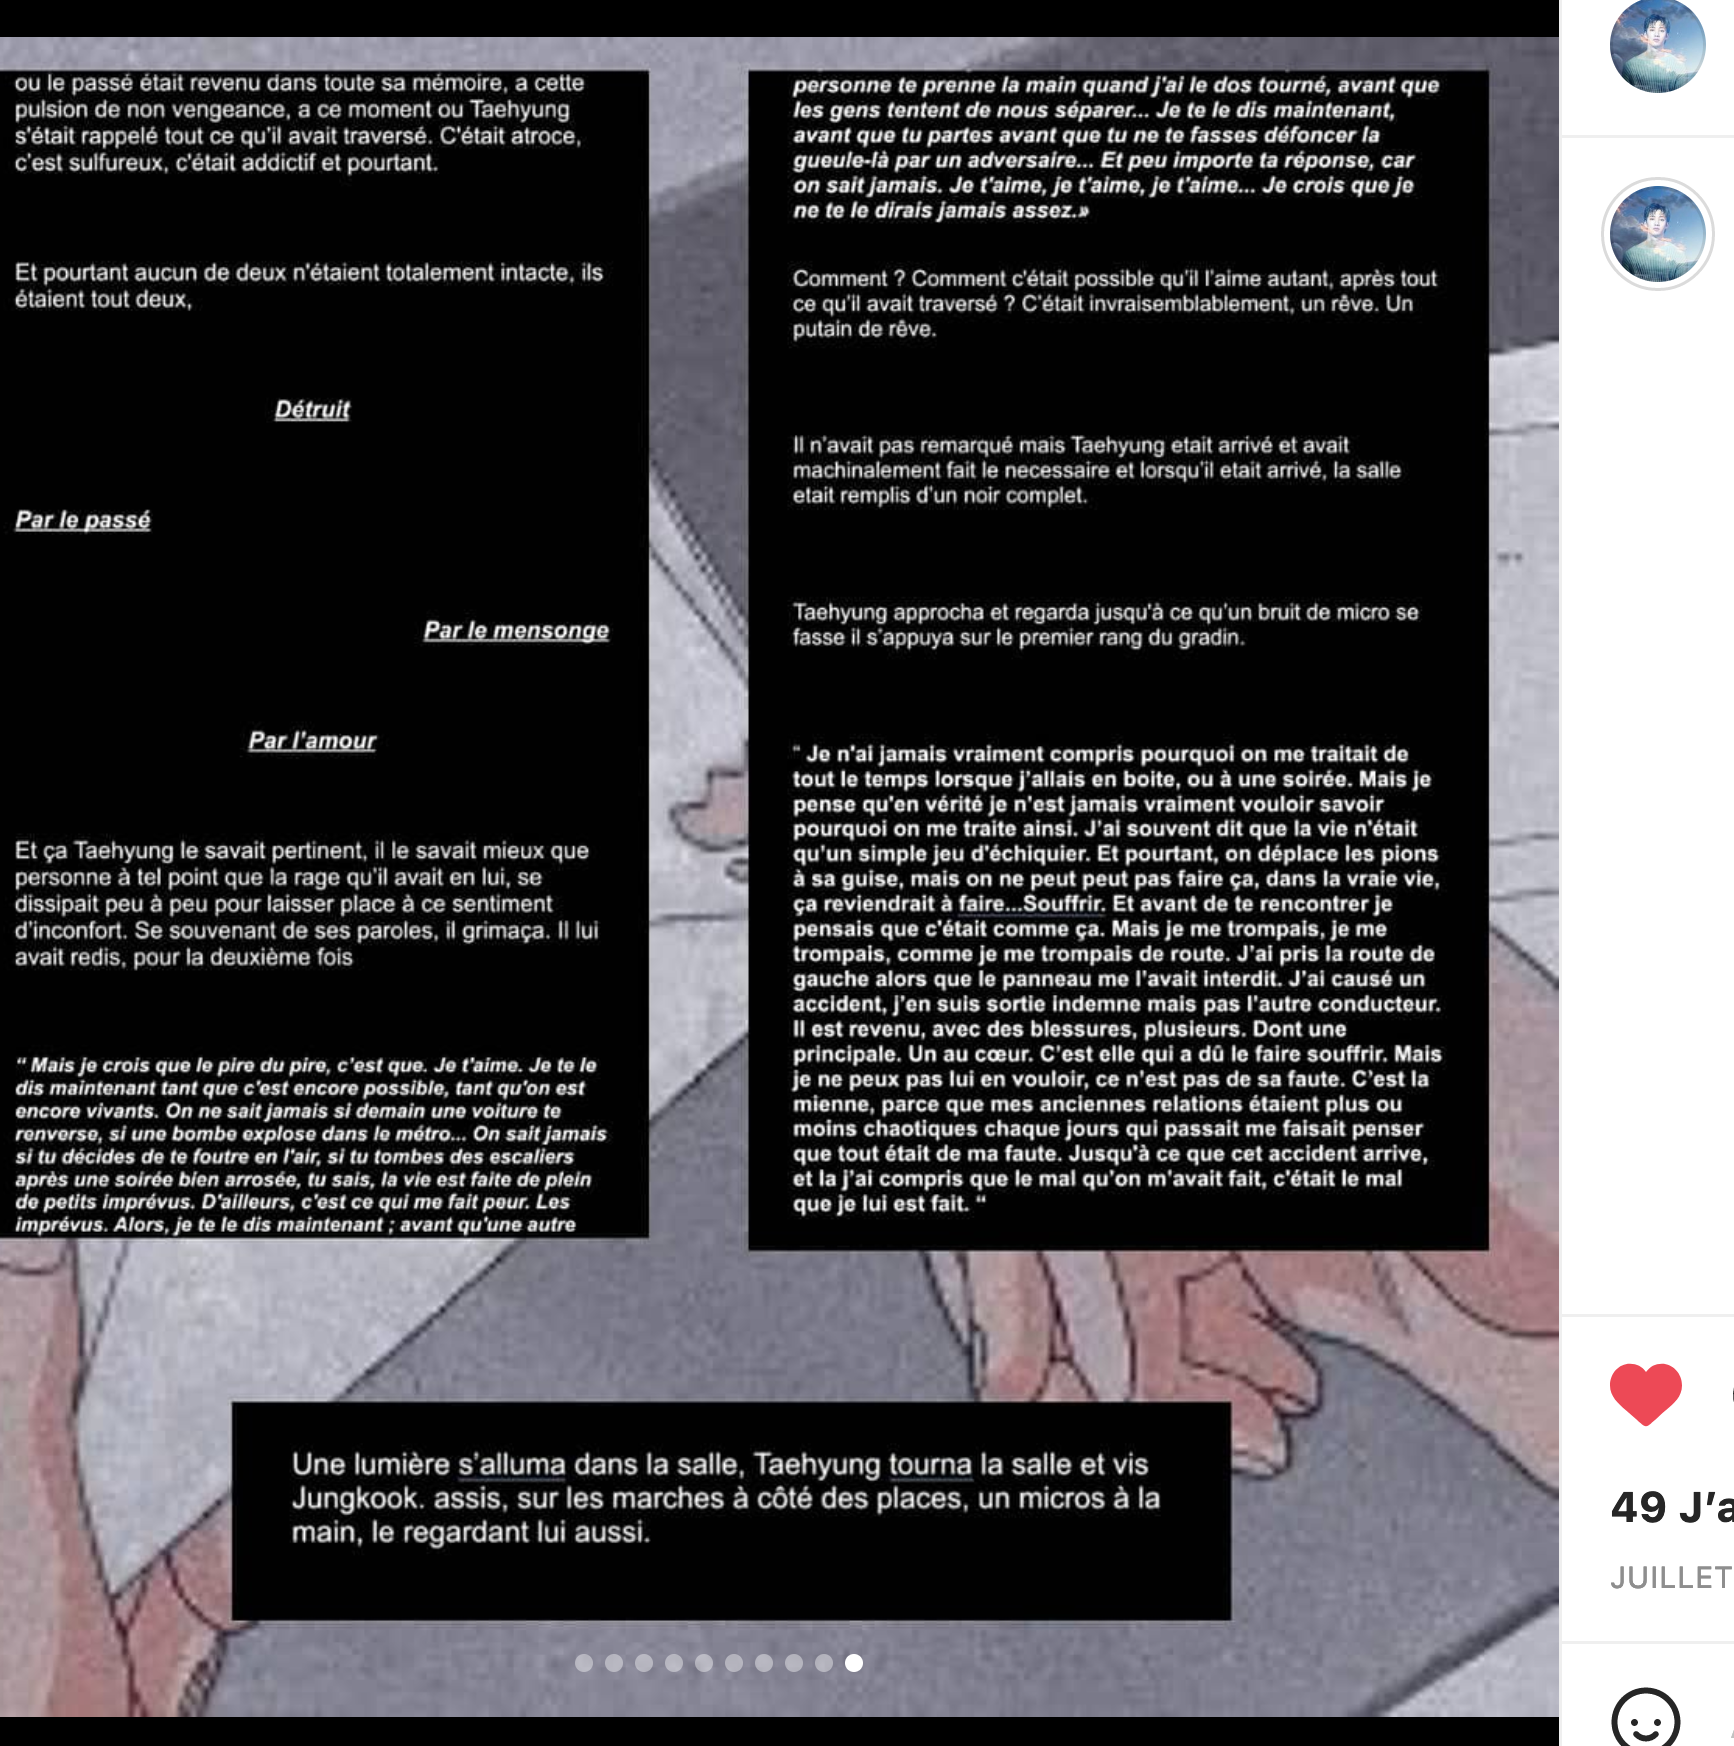 ou le passé était revenu dans toute sa mémoire, a cette
pulsion de non vengeance, a ce moment ou Taehyung
s'était rappelé tout ce qu'il avait traversé. C'était atroce,
c'est sulfureux, c'était addictif et pourtant.
Et pourtant aucun de deux n'étaient totalement intacte, ils
étaient tout deux,
Détruit
Par le passé
Par le mensonge
Par l'amour
Et ça Taehyung le savait pertinent, il le savait mieux que
personne à tel point que la rage qu'il avait en lui, se
dissipait peu à peu pour laisser place à ce sentiment
d'inconfort. Se souvenant de ses paroles, il grimaça. Il lui
avait redis, pour la deuxième fois
“ Mais je crois que le pire du pire, c'est que. Je t'aime. Je te le
dis maintenant tant que c'est encore possible, tant qu'on est
encore vivants. On ne sait jamais si demain une voiture te
renverse, si une bombe explose dans le métro... On sait jamais
si tu décides de te foutre en l'air, si tu tombes des escaliers
après une soirée bien arrosée, tu sais, la vie est faite de plein
de petits imprévus. D'ailleurs, c'est ce qui me fait peur. Les
imprévus. Alors, je te le dis maintenant ; avant qu'une autre
personne te prenne la main quand j'ai le dos tourné, avant que
les gens tentent de nous séparer... Je te le dis maintenant,
avant que tu partes avant que tu ne te fasses défoncer la
gueule-là par un adversaire... Et peu importe ta réponse, car
on sait jamais. Je t'aime, je t'aime, je t'aime... Je crois que je
ne te le dirais jamais assez.»
Comment ? Comment c'était possible qu'il l'aime autant, après tout
ce qu'il avait traversé ? C'était invraisemblablement, un rêve. Un
putain de rêve.
Il n'avait pas remarqué mais Taehyung etait arrivé et avait
machinalement fait le necessaire et lorsqu'il etait arrivé, la salle
etait remplis d'un noir complet.
Taehyung approcha et regarda jusqu'à ce qu'un bruit de micro se
fasse il s'appuya sur le premier rang du gradin.
“ Je n'ai jamais vraiment compris pourquoi on me traitait de
tout le temps lorsque j'allais en boite, ou à une soirée. Mais je
pense qu'en vérité je n'est jamais vraiment vouloir savoir
pourquoi on me traite ainsi. J'ai souvent dit que la vie n'était
qu'un simple jeu d'échiquier. Et pourtant, on déplace les pions
à sa guise, mais on ne peut peut pas faire ça, dans la vraie vie,
ça reviendrait à faire...Souffrir. Et avant de te rencontrer je
pensais que c'était comme ça. Mais je me trompais, je me
trompais, comme je me trompais de route. J'ai pris la route de
gauche alors que le panneau me l'avait interdit. J'ai causé un
accident, j'en suis sortie indemne mais pas l'autre conducteur.
Il est revenu, avec des blessures, plusieurs. Dont une
principale. Un au cœur. C'est elle qui a dû le faire souffrir. Mais
je ne peux pas lui en vouloir, ce n'est pas de sa faute. C'est la
mienne, parce que mes anciennes relations étaient plus ou
moins chaotiques chaque jours qui passait me faisait penser
que tout était de ma faute. Jusqu'à ce que cet accident arrive,
et la j'ai compris que le mal qu'on m'avait fait, c'était le mal
que je lui est fait. “
Une lumière s'alluma dans la salle, Taehyung tourna la salle et vis
Jungkook. assis, sur les marches à côté des places, un micros à la
main, le regardant lui aussi.
49 J'a
JUILLET